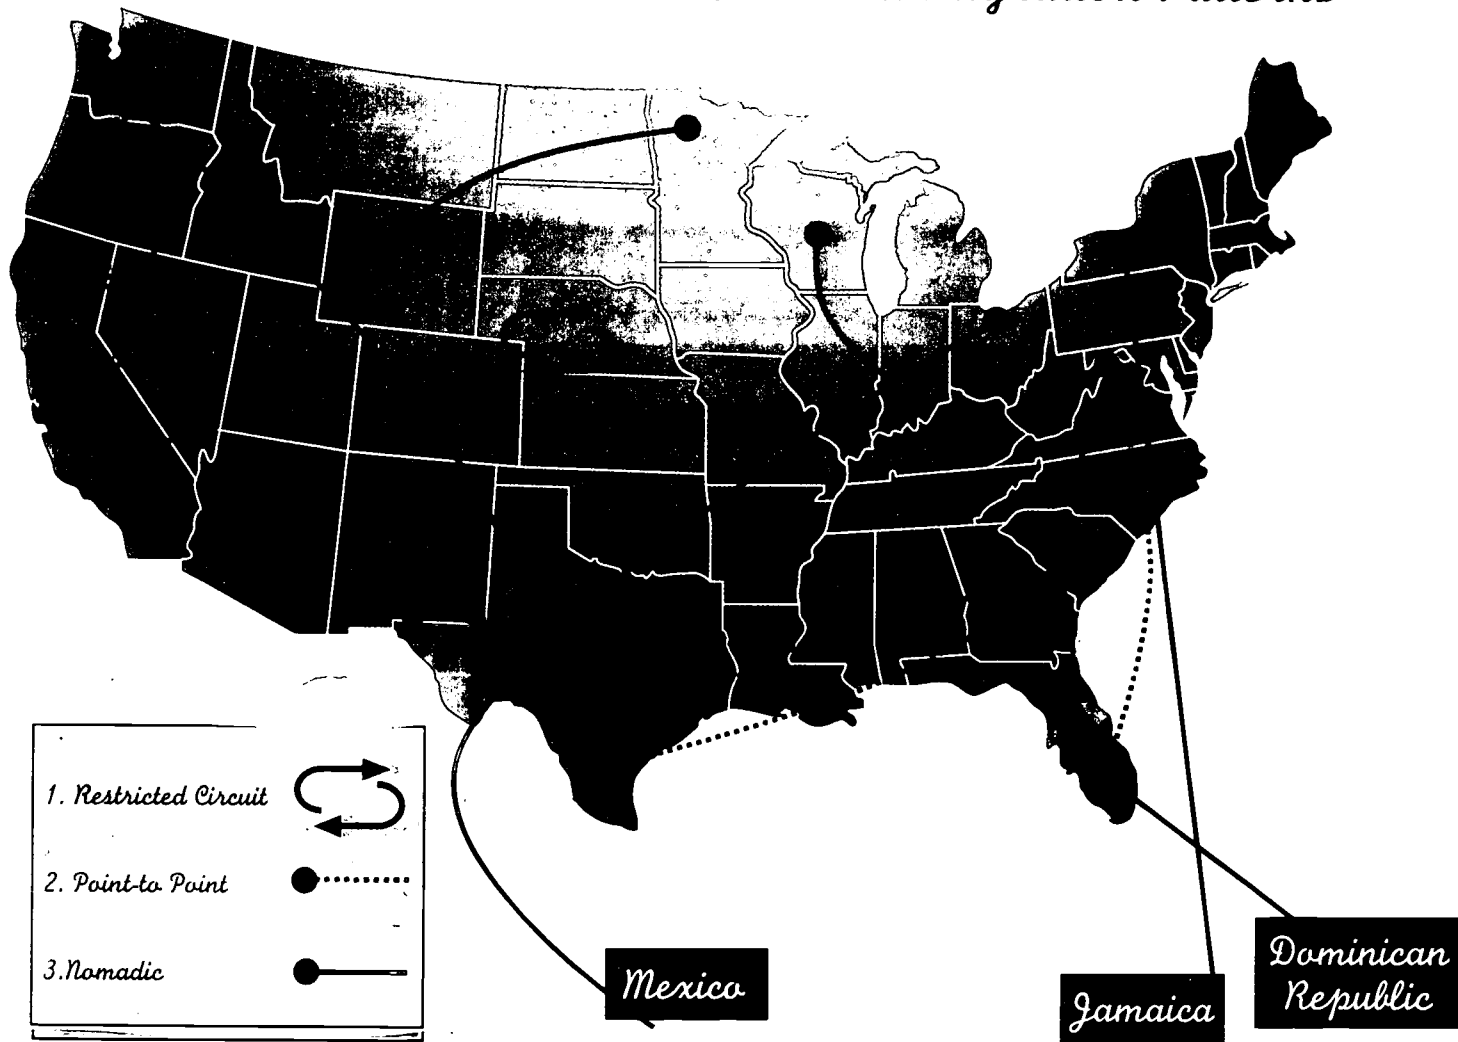 1. Restricted Circuit
2. Point-to Point
3.Nomadic
Mexico
Jamaica
Dominican
Republic